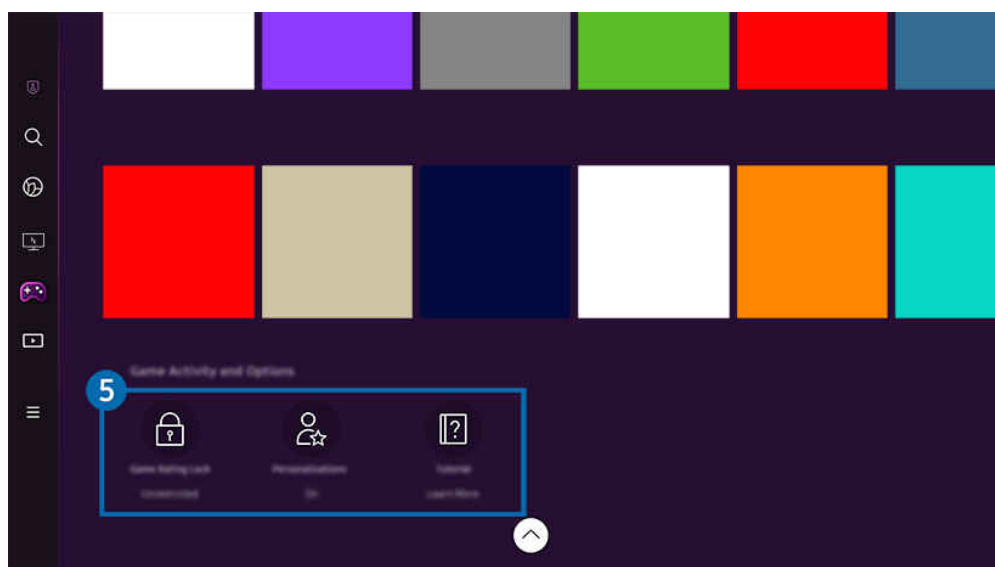 Game Activity and Options
5
Game Rating Lock
Personalizations
Tutorial
Unrestricted
On
Learn More